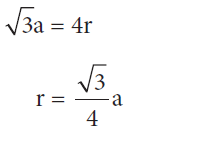 √3a = 4r
r = √3/4 a